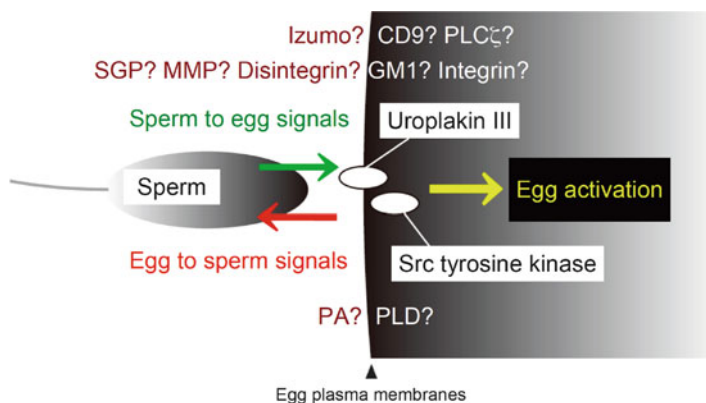 Izumo? CD9? PLCζ?
SGP? MMP? Disintegrin? GM1? Integrin?
Sperm to egg signals
Uroplakin III
Sperm
Egg activation
Egg to sperm signals
Src tyrosine kinase
PA? PLD?
Egg plasma membranes